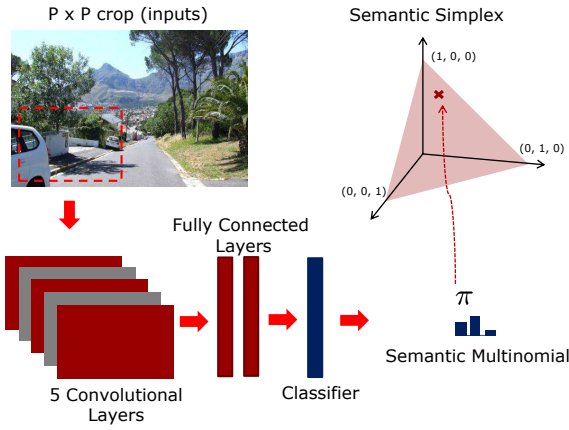 P x P crop (inputs)
Semantic Simplex
(1, 0, 0)
(0, 1, 0)
(0, 0, 1)
Fully Connected
Layers
π
Semantic Multinomial
5 Convolutional
Layers
Classifier